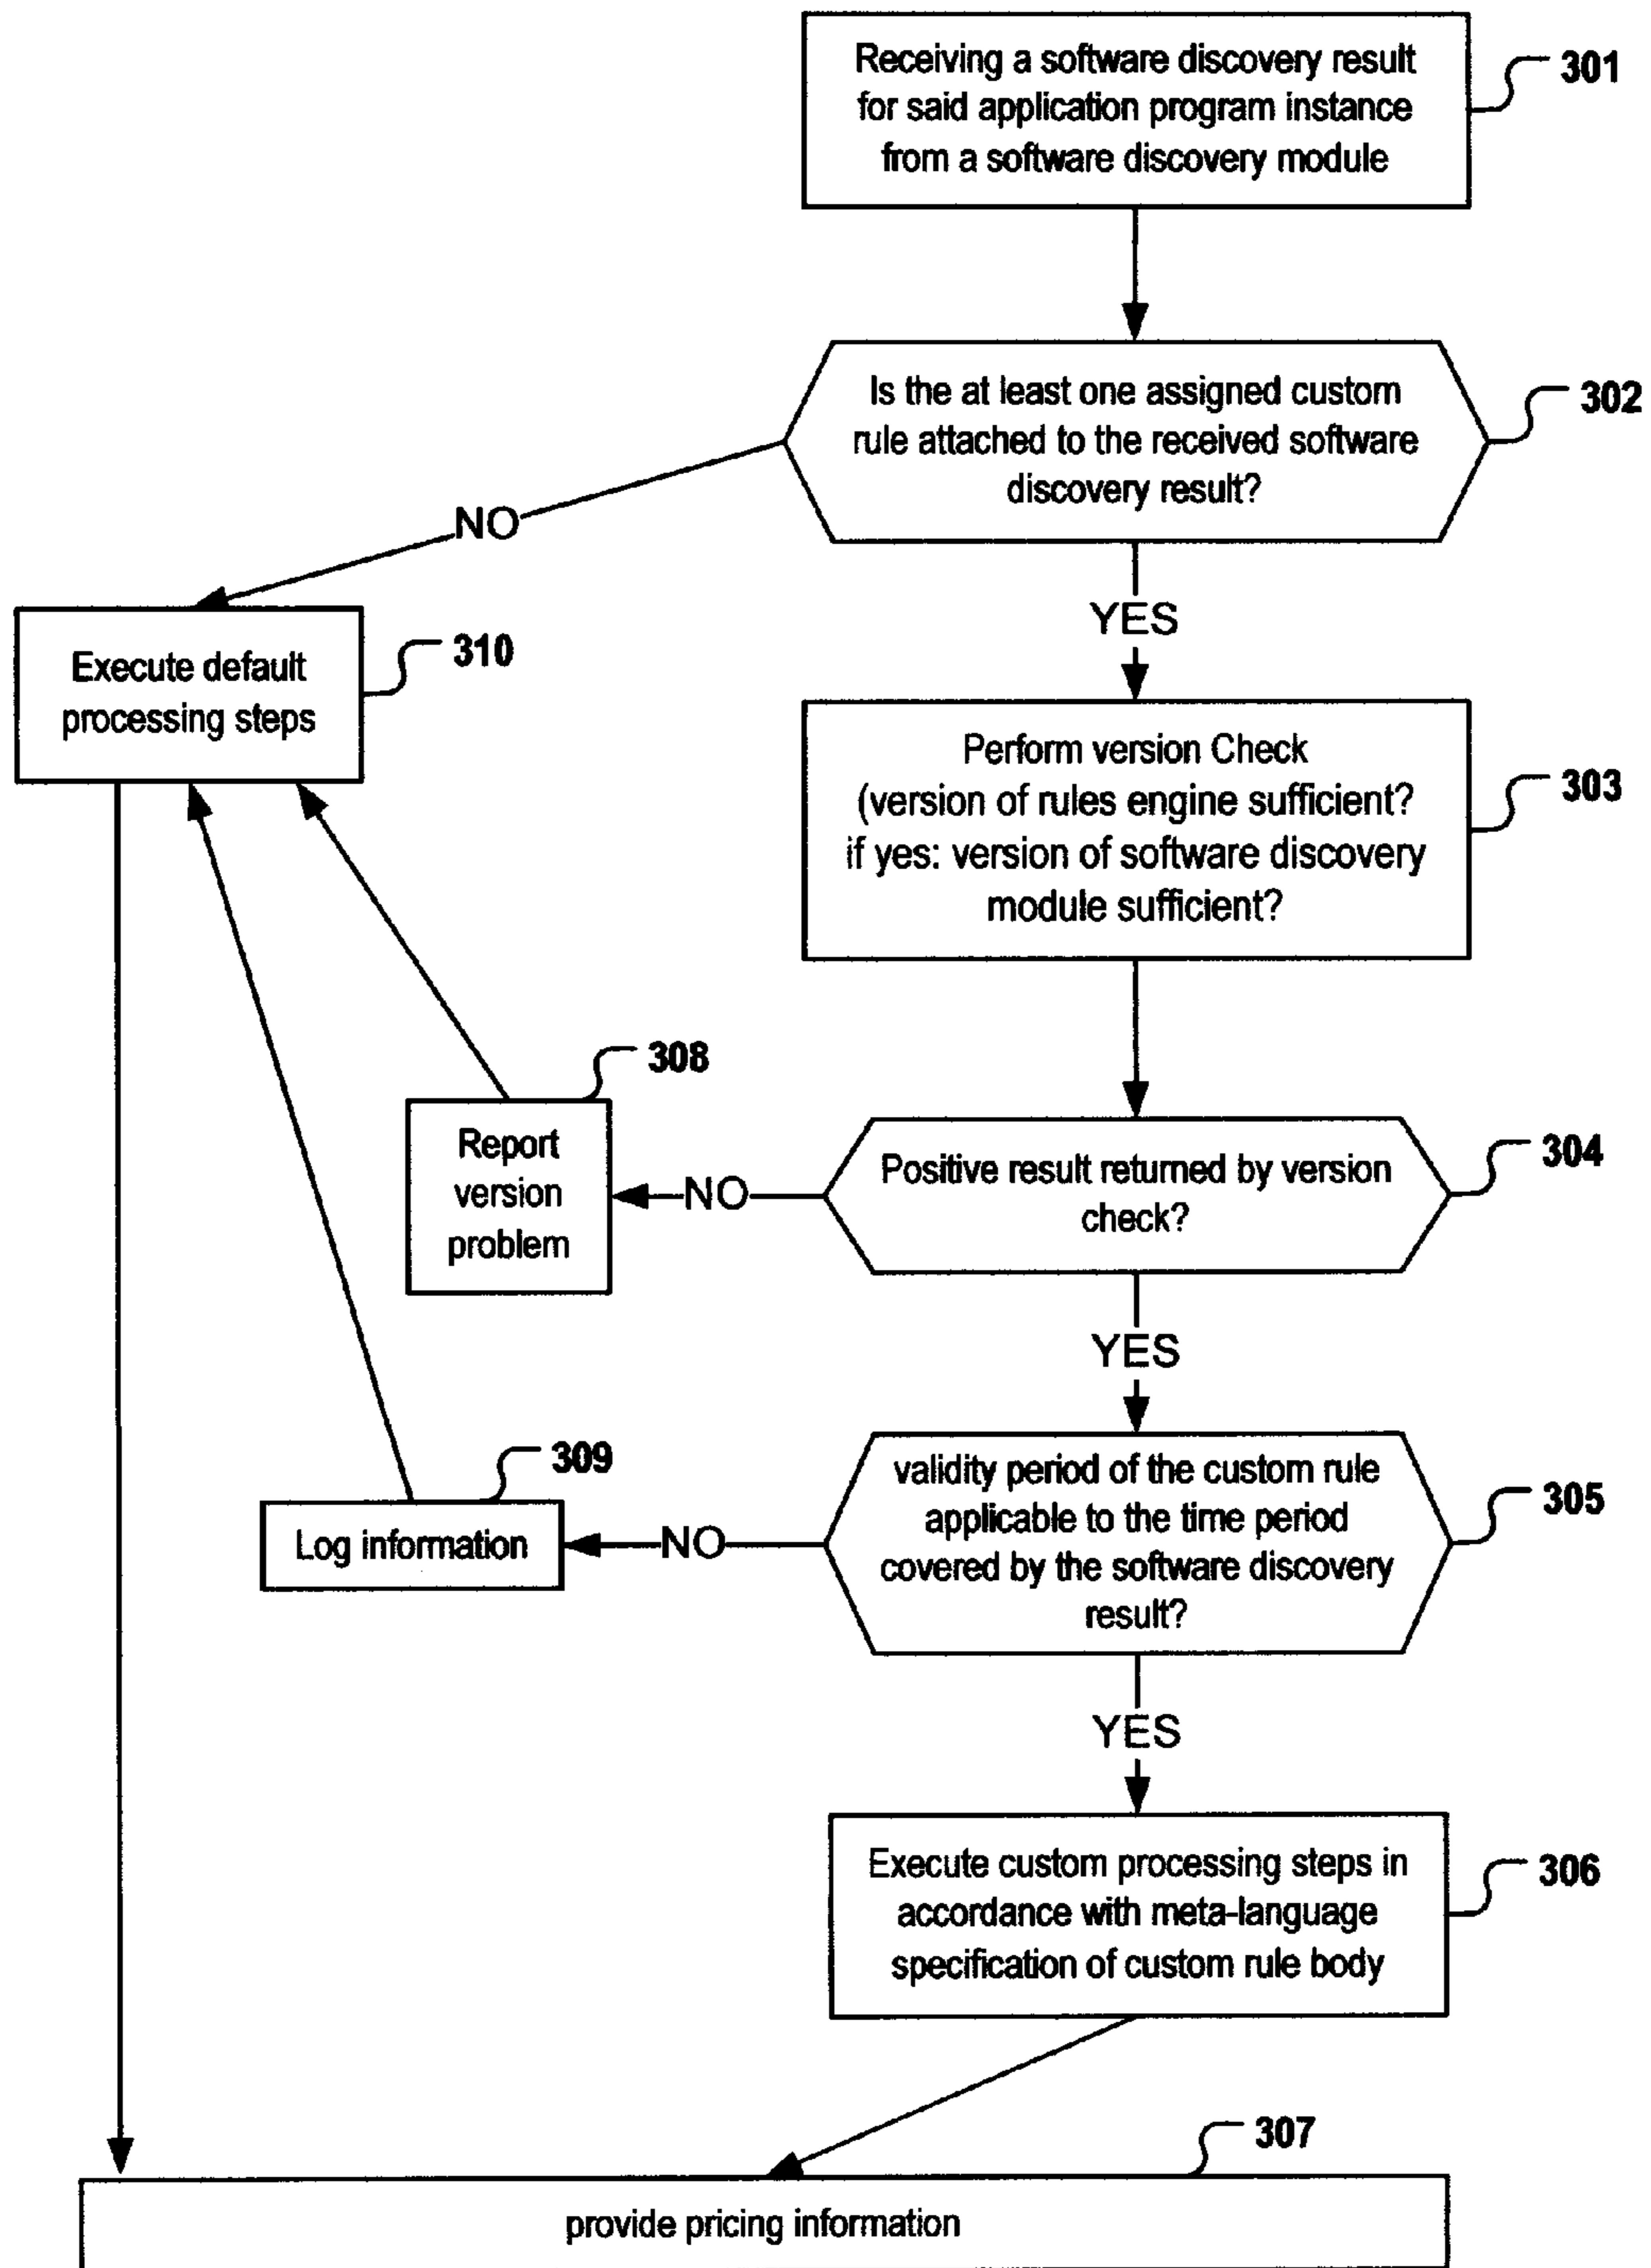 Receiving a software discovery result
for said application program instance
from a software discovery module
301
Is the at least one assigned custom
rule attached to the received software
discovery result?
302
NO
YES
Execute default
processing steps
310
Perform version Check
(version of rules engine sufficient?
if yes: version of software discovery
module sufficient?
303
308
Report
version
problem
NO
Positive result returned by version
check?
304
YES
309
Log information
NO
validity period of the custom rule
applicable to the time period
covered by the software discovery
result?
305
YES
Execute custom processing steps in
accordance with meta-language
specification of custom rule body
306
307
provide pricing information